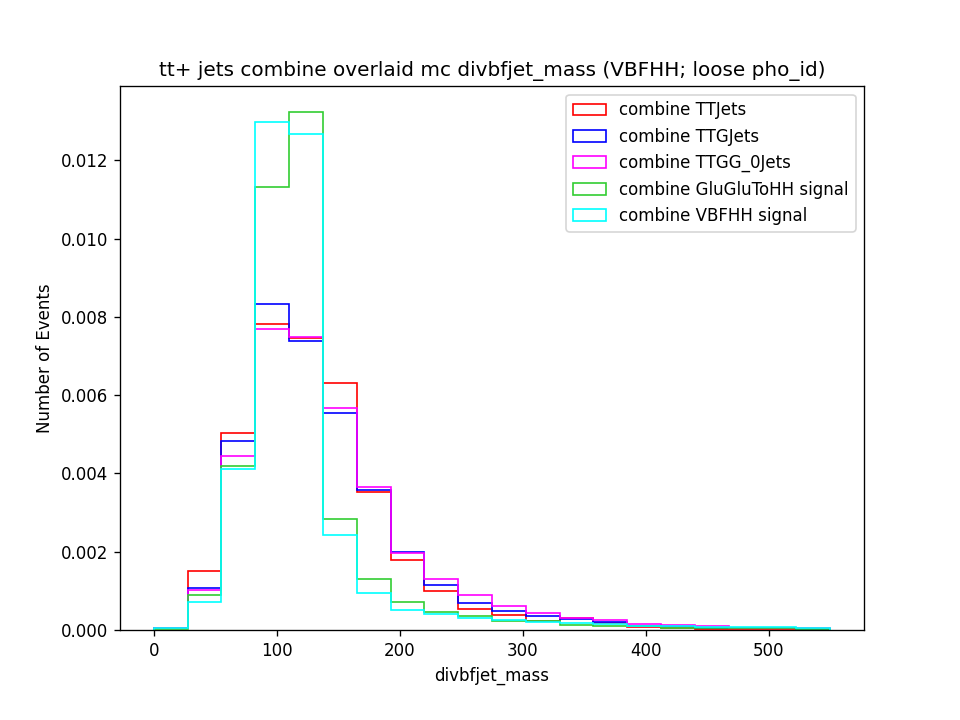 tt+ jets combine overlaid mc divbfjet_mass (VBFHH; loose pho_id)
combine TTJets
combine TTGJets
combine TTGG_0Jets
combine GluGluToHH signal
combine VBFHH signal
Number of Events
0.012
0.010
0.008
0.006
0.004
0.002
0.000
0 100 200 300 400 500
divbfjet_mass